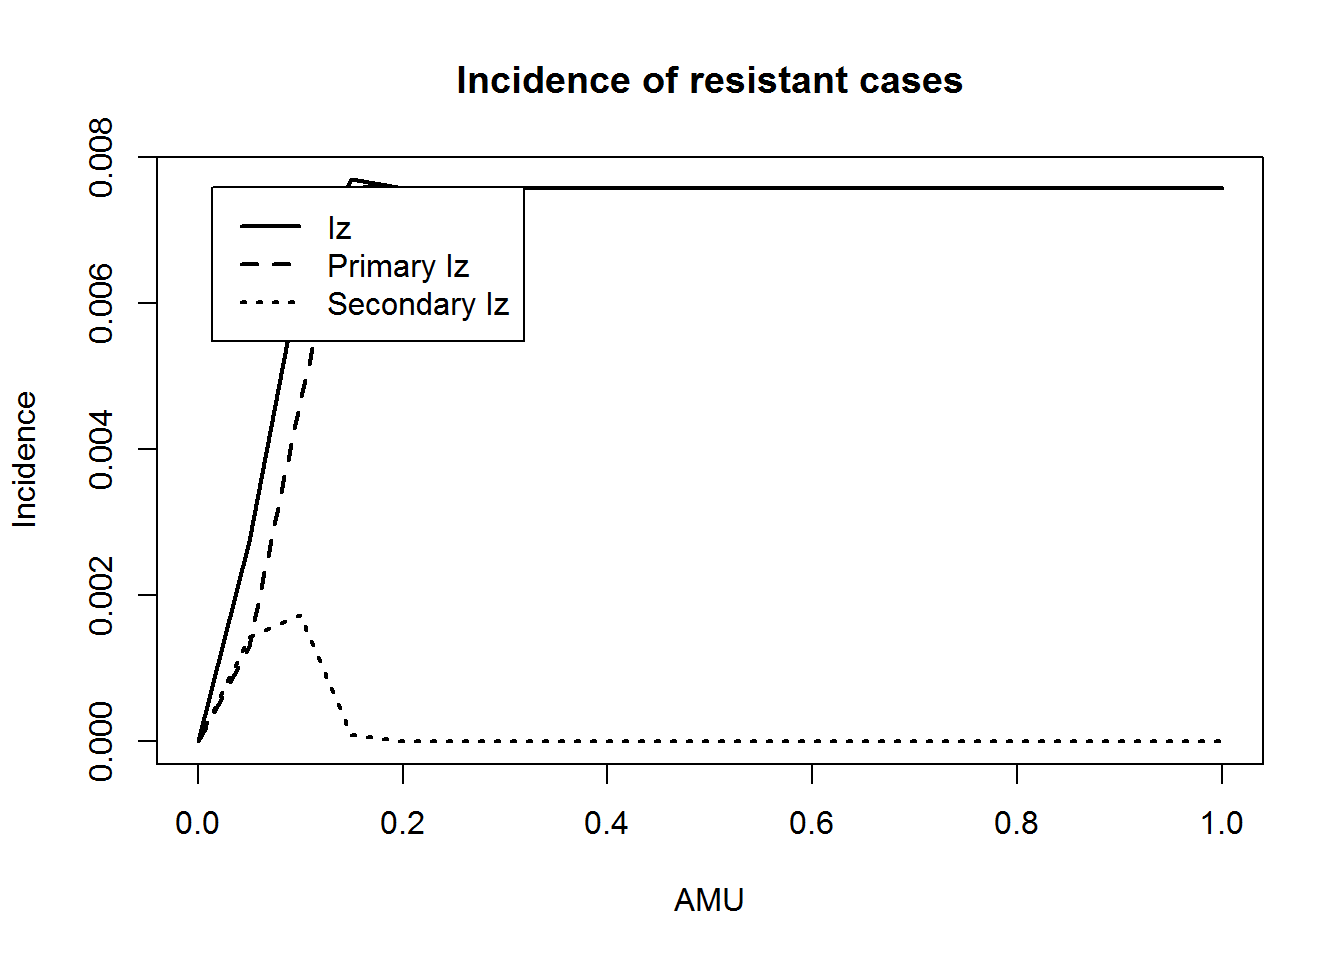 Incidence of resistant cases
Incidence
0.008
0.006
0.004
0.002
0.000
Iz
Primary Iz
Secondary Iz
0.0 0.2 0.4 0.6 0.8 1.0
AMU